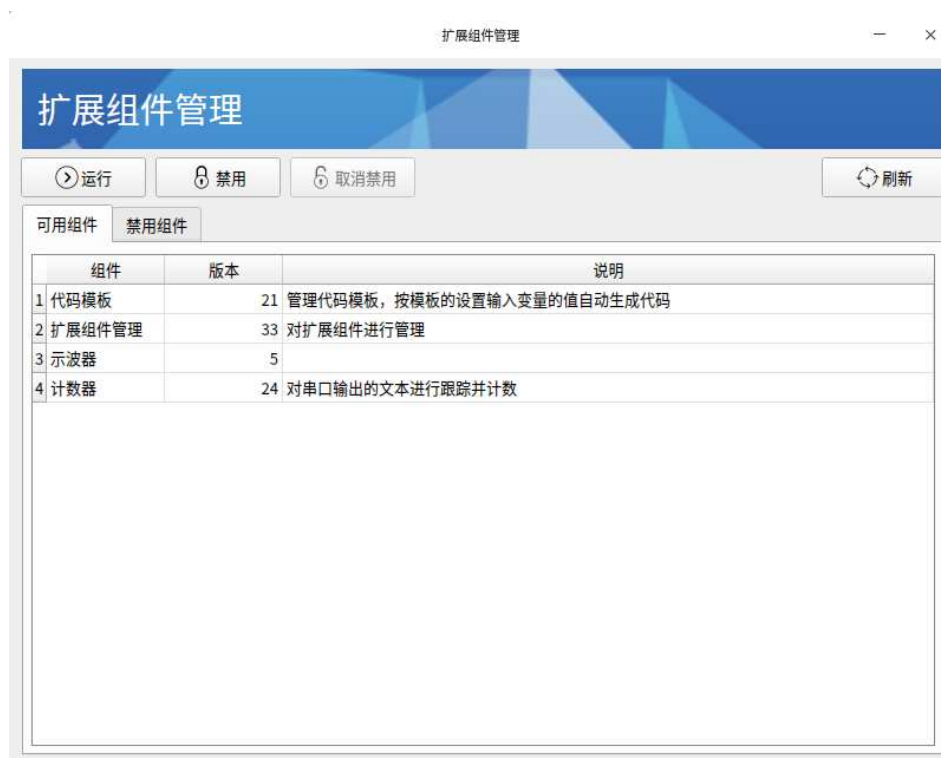 扩展组件管理
扩展组件管理
运行 禁用 取消禁用 刷新
可用组件 禁用组件
组件 版本 说明
1 代码模板 21 管理代码模板，按模板的设置输入变量的值自动生成代码
2 扩展组件管理 33 对扩展组件进行管理
3 示波器 5
4 计数器 24 对串口输出的文本进行跟踪并计数